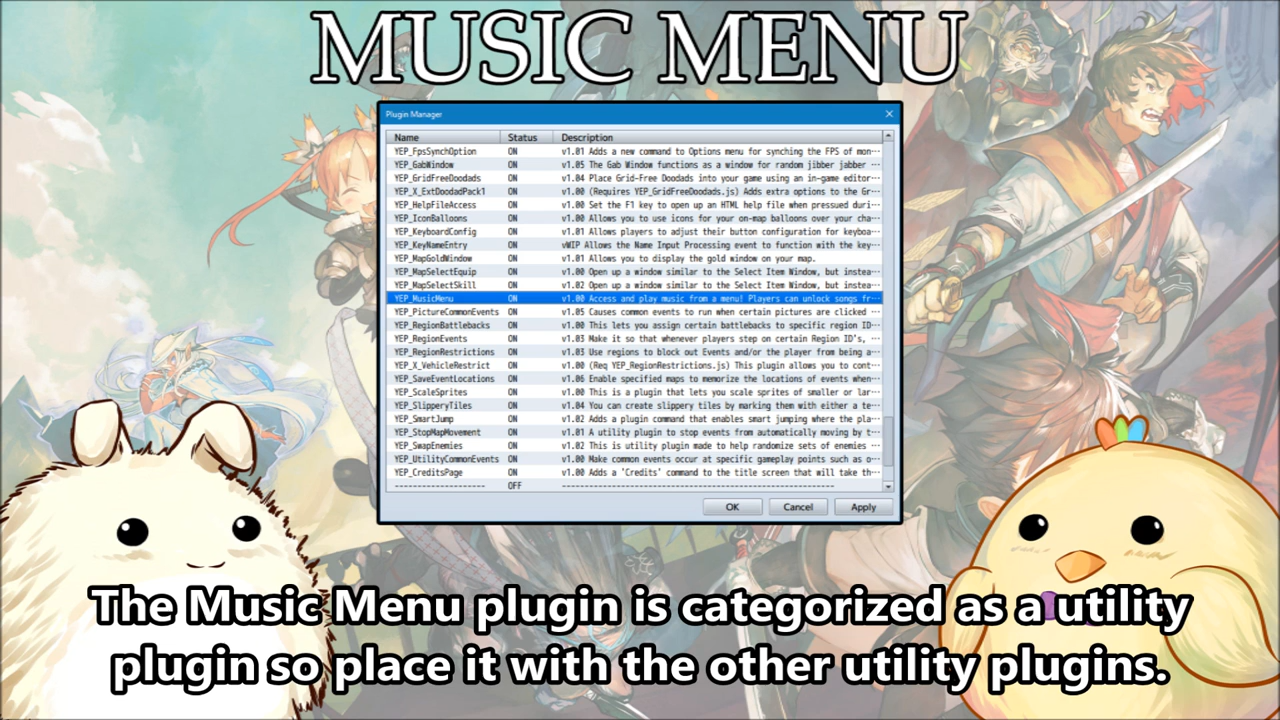 MUSIC MENU
Plugin Manager
Name Status Description
YEP_FpsSynchOption ON v1.01 Adds a new command to Options menu for synching the FPS of mon···
YEP_GabWindow ON v1.05 The Gab Window functions as a window for random jibber jabber ···
YEP_GridFreeDoodads ON v1.04 Place Grid-Free Doodads into your game using an in-game editor···
YEP_X_ExtDoodadPack1 ON v1.00 (Requires YEP_GridFreeDoodads.js) Adds extra options to the Gr···
YEP_HelpFileAccess ON v1.00 Set the F1 key to open up an HTML help file when pressued duri···
YEP_IconBalloons ON v1.00 Allows you to use icons for your on-map balloons over your cha···
YEP_KeyboardConfig ON v1.01 Allows players to adjust their button configuration for keyboa···
YEP_KeyNameEntry ON vWIP Allows the Name Input Processing event to function with the key···
YEP_MapGoldWindow ON v1.01 Allows you to display the gold window on your map.
YEP_MapSelectEquip ON v1.00 Open up a window similar to the Select Item Window, but instea···
YEP_MapSelectSkill ON v1.02 Open up a window similar to the Select Item Window, but instea···
YEP_MusicMenu ON v1.00 Access and play music from a menu! Players can unlock songs fr···
YEP_PictureCommonEvents ON v1.05 Causes common events to run when certain pictures are clicked ···
YEP_RegionBattlebacks ON v1.00 This lets you assign certain battlebacks to specific region ID···
YEP_RegionEvents ON v1.03 Make it so that whenever players step on certain Region ID's, ···
YEP_RegionRestrictions ON v1.03 Use regions to block out Events and/or the player from being a···
YEP_X_VehicleRestrict ON v1.00 (Req YEP_RegionRestrictions.js) This plugin allows you to cont···
YEP_SaveEventLocations ON v1.06 Enable specified maps to memorize the locations of events when···
YEP_ScaleSprites ON v1.00 This is a plugin that lets you scale sprites of smaller or lar···
YEP_SlipperyTiles ON v1.04 You can create slippery tiles by marking them with either a te···
YEP_SmartJump ON v1.02 Adds a plugin command that enables smart jumping where the pla···
YEP_StopMapMovement ON v1.01 A utility plugin to stop events from automatically moving by t···
YEP_SwapEnemies ON v1.02 This is utility plugin made to help randomize sets of enemies ···
YEP_UtilityCommonEvents ON v1.00 Make common events occur at specific gameplay points such as o···
YEP_CreditsPage ON v1.00 Adds a 'Credits' command to the title screen that will take th···
-------------------- OFF ------------------------------------------------------------
OK Cancel Apply
The Music Menu plugin is categorized as a utility
plugin so place it with the other utility plugins.